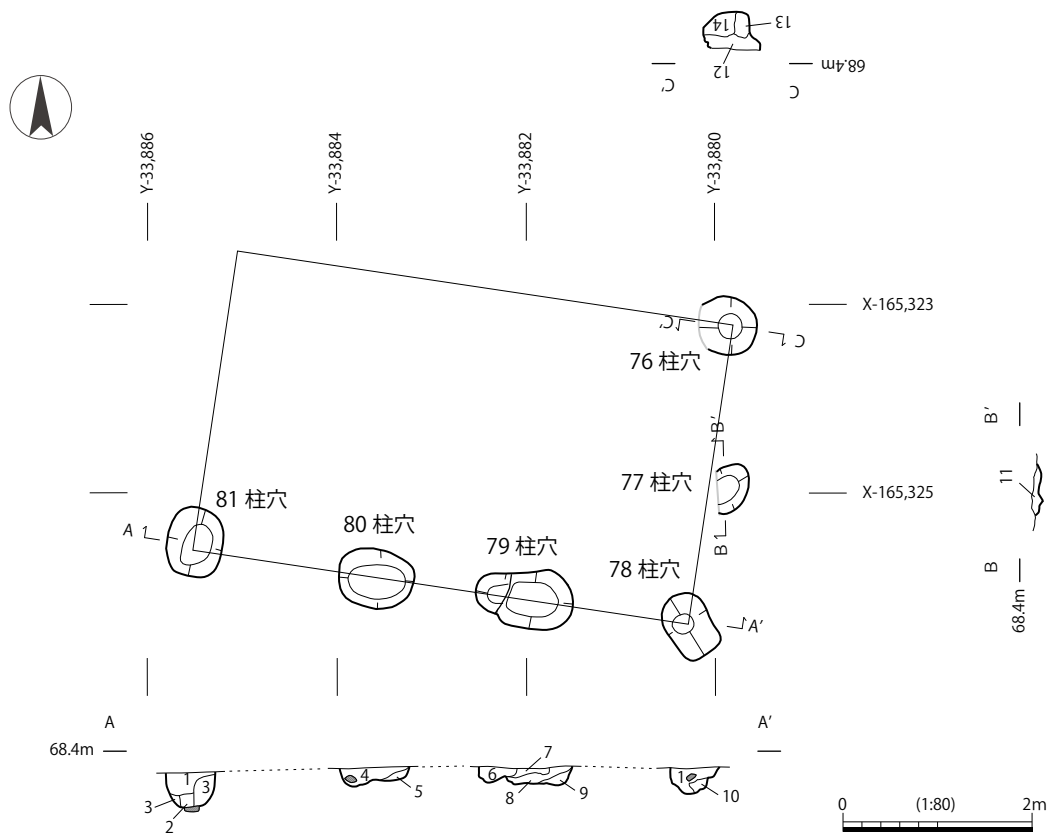 14
13
12
68.4m
C'
C
Y-33,886
Y-33,884
Y-33,882
Y-33,880
X-165,323
C'
C
76 柱穴
B'
B'
77 柱穴
X-165,325
11
81 柱穴
80 柱穴
79 柱穴
78 柱穴
A
B
B
A'
68.4m
A
A'
68.4m
7
1
3
4
6
1
5
8
9
10
3
2
0
(1:80)
2m